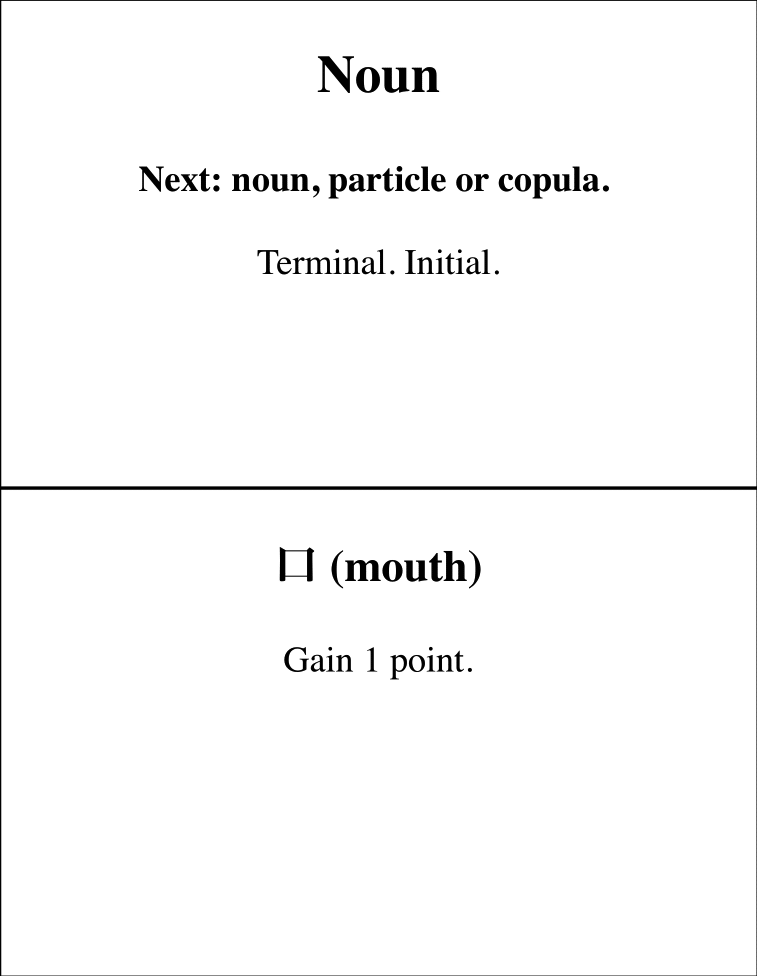 Noun
Next: noun, particle or copula.
Terminal. Initial.
口 (mouth)
Gain 1 point.